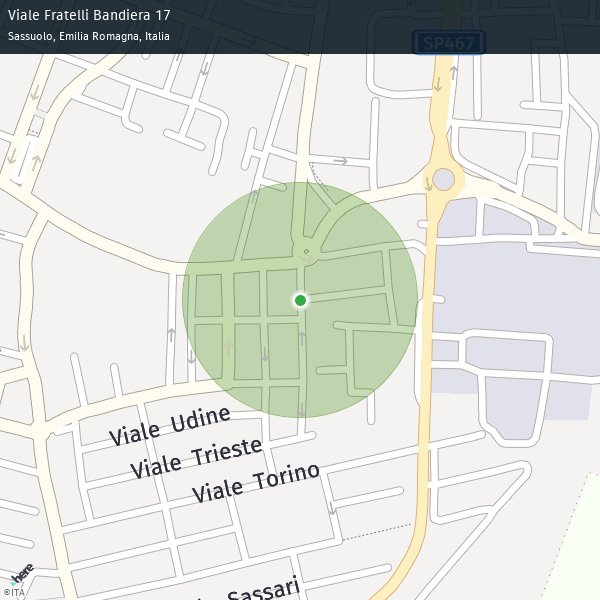 Viale Fratelli Bandiera 17
Sassuolo, Emilia Romagna, Italia
SP467
Viale Udine
Viale Trieste
Viale Torino
Sassari
here
©ITA